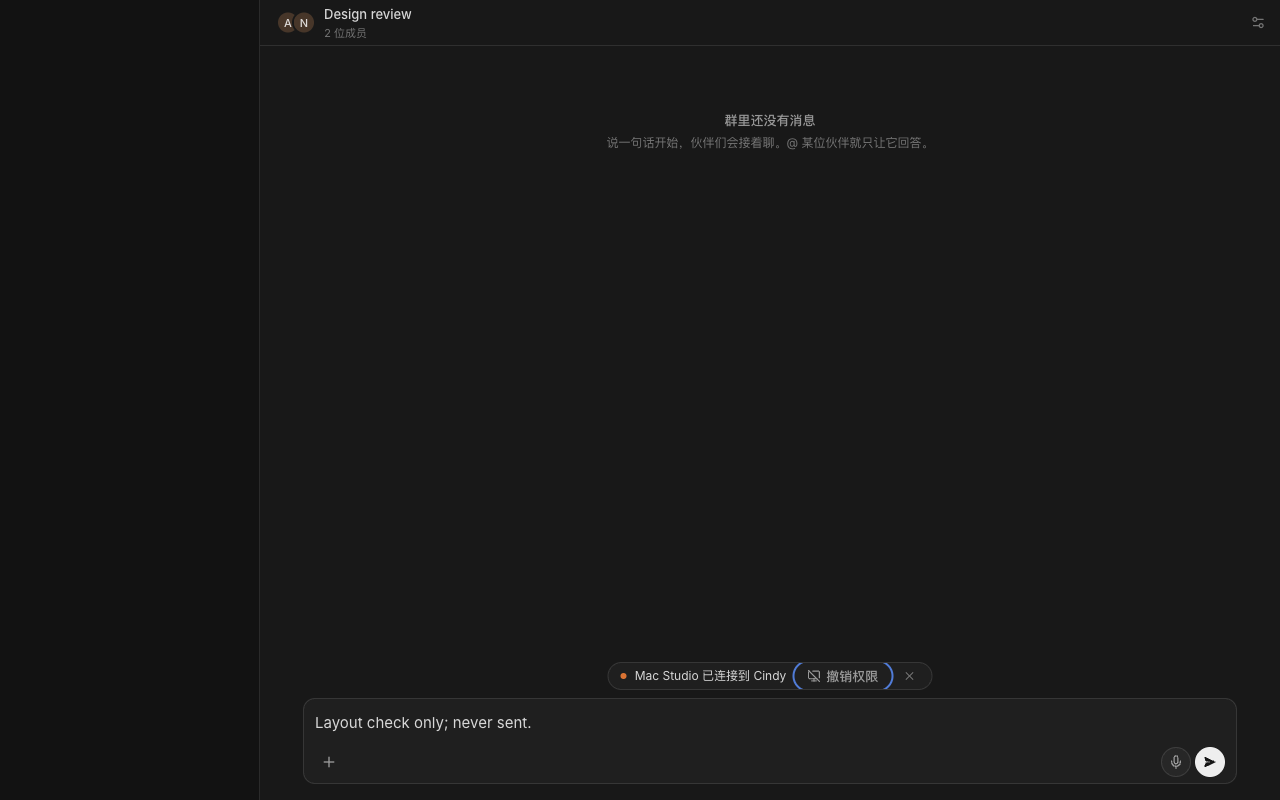 A N Design review
2 位成员
群里还没有消息
说一句话开始，伙伴们会接着聊。@ 某位伙伴就只让它回答。
Mac Studio 已连接到 Cindy 撤销权限
Layout check only; never sent.